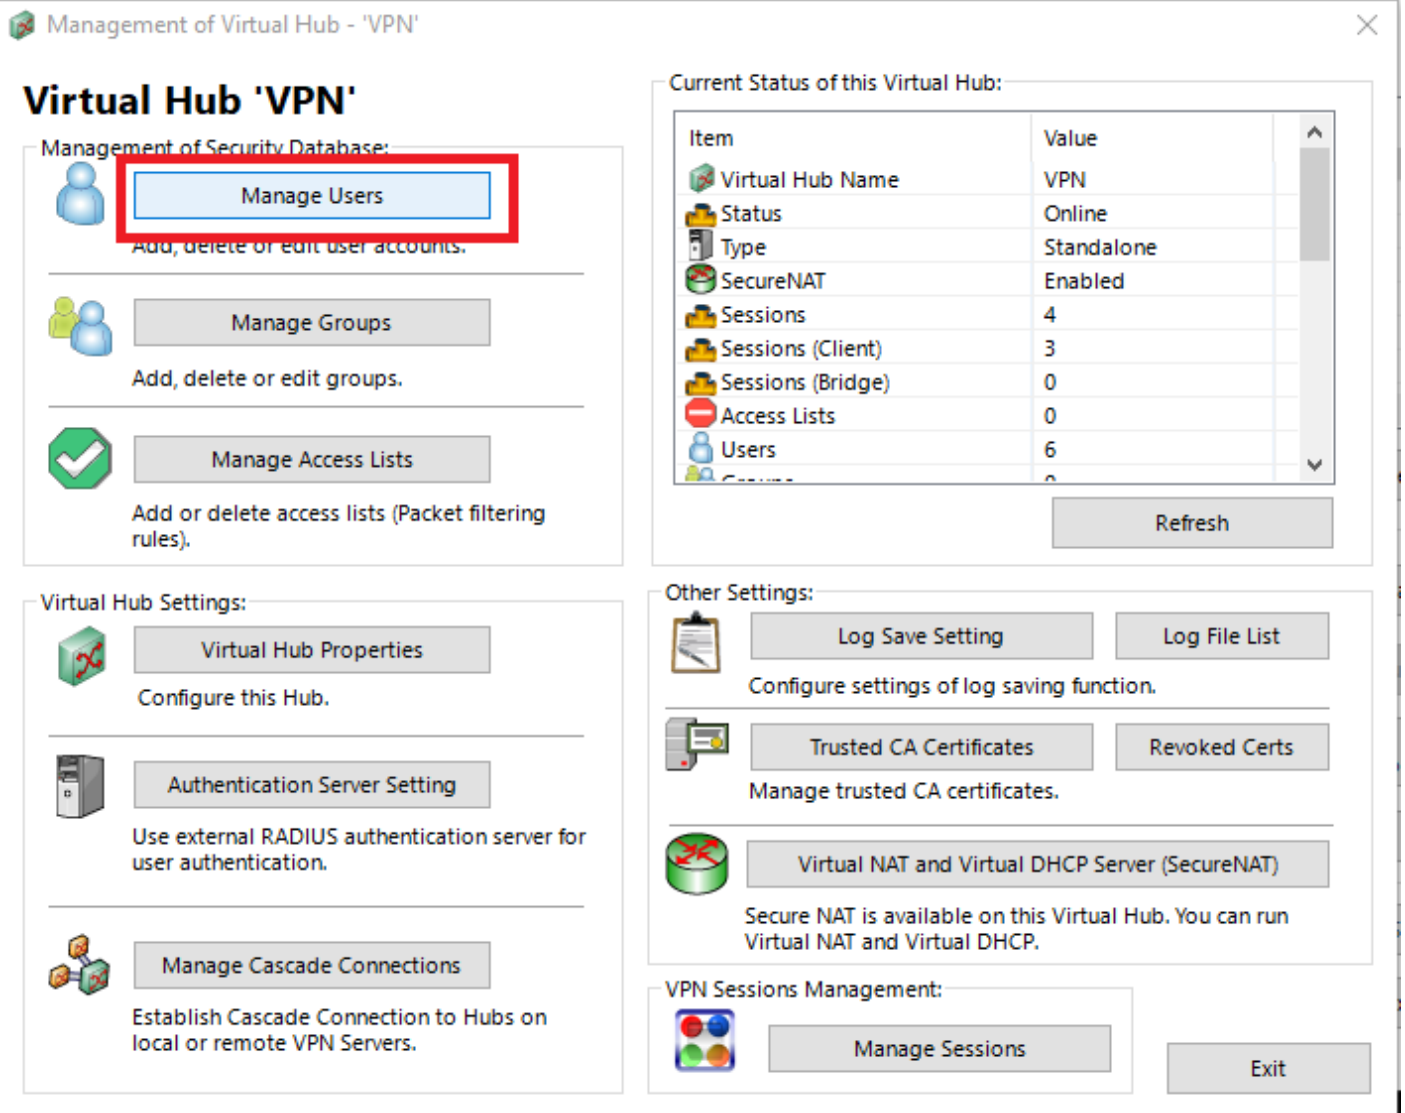 Management of Virtual Hub - 'VPN'
Virtual Hub 'VPN'
Management of Security Database:
Manage Users
Add, delete or edit user accounts.
Manage Groups
Add, delete or edit groups.
Manage Access Lists
Add or delete access lists (Packet filtering
rules).
Current Status of this Virtual Hub:
Item Value
Virtual Hub Name VPN
Status Online
Type Standalone
SecureNAT Enabled
Sessions 4
Sessions (Client) 3
Sessions (Bridge) 0
Access Lists 0
Users 6
Refresh
Virtual Hub Settings:
Virtual Hub Properties
Configure this Hub.
Authentication Server Setting
Use external RADIUS authentication server for
user authentication.
Manage Cascade Connections
Establish Cascade Connection to Hubs on
local or remote VPN Servers.
Other Settings:
Log Save Setting Log File List
Configure settings of log saving function.
Trusted CA Certificates Revoked Certs
Manage trusted CA certificates.
Virtual NAT and Virtual DHCP Server (SecureNAT)
Secure NAT is available on this Virtual Hub. You can run
Virtual NAT and Virtual DHCP.
VPN Sessions Management:
Manage Sessions
Exit